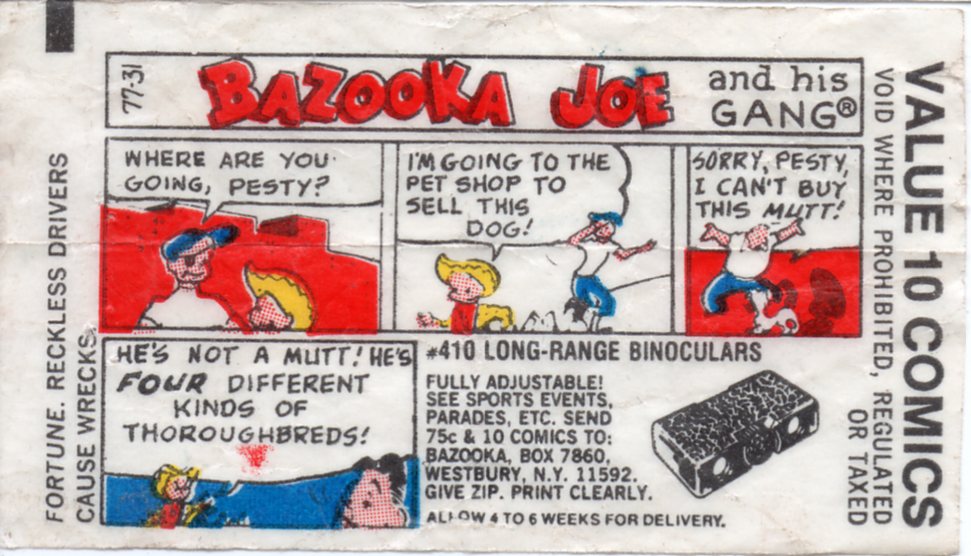 77-31
BAZOOKA JOE
and his
GANG®
WHERE ARE YOU
GOING, PESTY?
I'M GOING TO THE
PET SHOP TO
SELL THIS
DOG!
SORRY, PESTY,
I CAN'T BUY
THIS MUTT!
HE'S NOT A MUTT! HE'S
FOUR DIFFERENT
KINDS OF
THOROUGHBREDS!
#410 LONG-RANGE BINOCULARS
FULLY ADJUSTABLE!
SEE SPORTS EVENTS,
PARADES, ETC. SEND
75c & 10 COMICS TO:
BAZOOKA, BOX 7860,
WESTBURY, N.Y. 11592.
GIVE ZIP. PRINT CLEARLY.
ALLOW 4 TO 6 WEEKS FOR DELIVERY.
FORTUNE. RECKLESS DRIVERS
CAUSE WRECKS
VALUE 10 COMICS
VOID WHERE PROHIBITED, REGULATED
OR TAXED